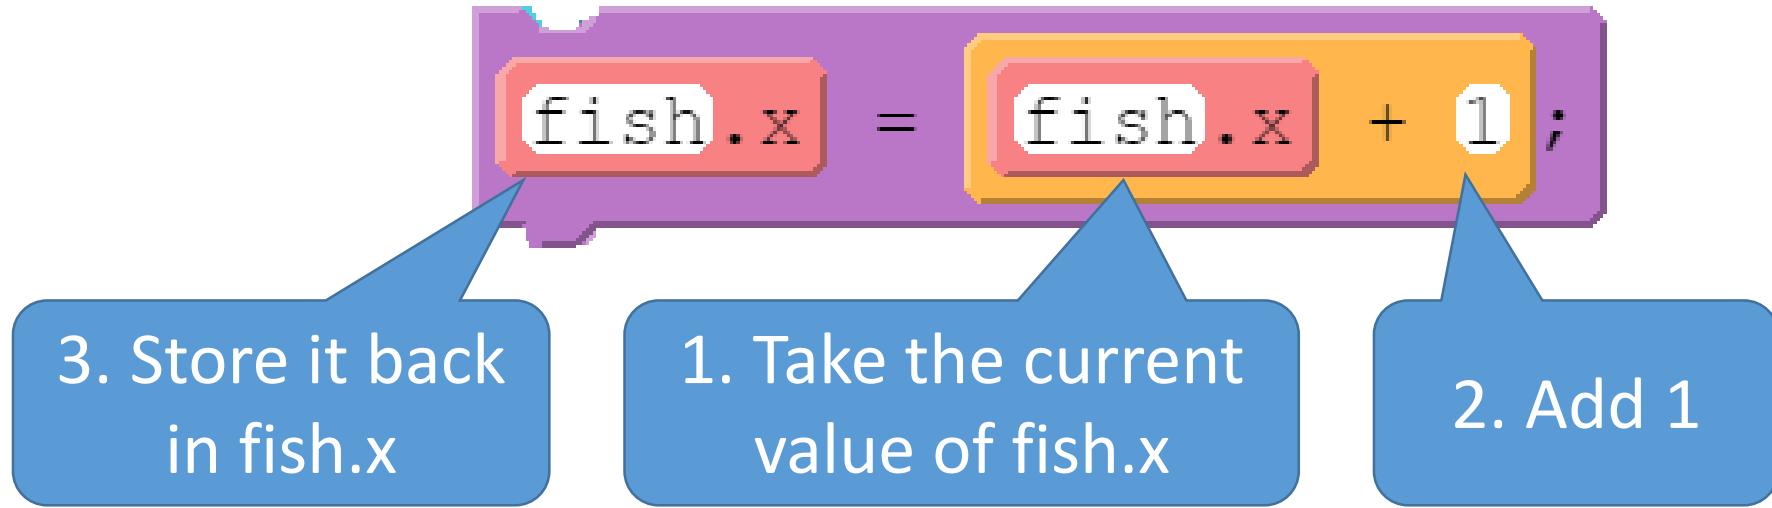 fish.x = fish.x + 1;
3. Store it back
in fish.x
1. Take the current
value of fish.x
2. Add 1